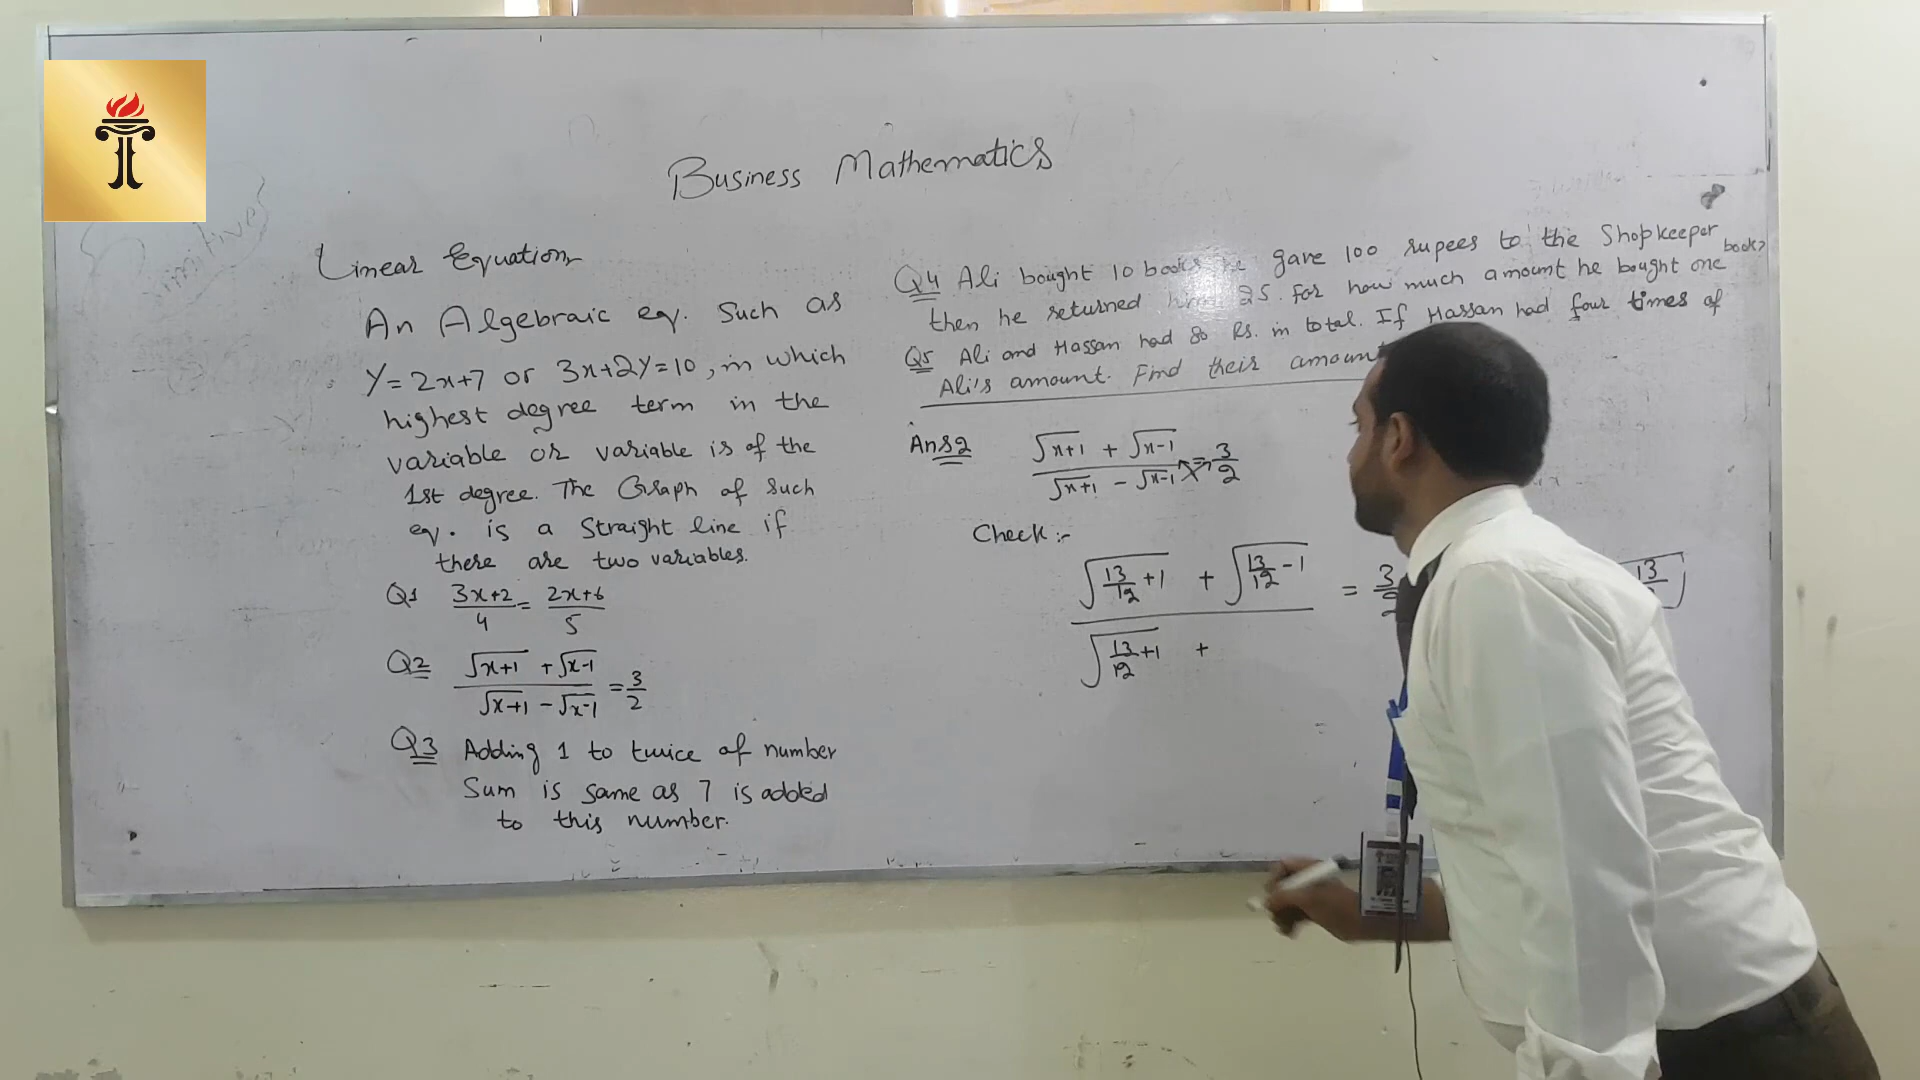 Business Mathematics
Linear Equation
An Algebraic eq. Such as
Y=2x+7 or 3x+2Y=10, in which
highest degree term in the
variable or variable is of the
1st degree. The Graph of such
eq. is a Straight line if
there are two variables.
Q1 (3x+2)/4 = (2x+6)/5
Q2 (√x+1 + √x-1)/(√x+1 - √x-1) = 3/2
Q3 Adding 1 to twice of number
Sum is same as 7 is added
to this number.
Q4 Ali bought 10 books he gave 100 rupees to the Shopkeeper
then he returned him 25. For how much amount he bought one book?
Q5 Ali and Hassan had 80 Rs. in total. If Hassan had four times of
Ali's amount. Find their amount
Ans2 (√x+1 + √x-1)/(√x+1 - √x-1) = 3/2
Check:-
√13/12+1 + √13/12-1 = 3/
√13/12+1 +
13